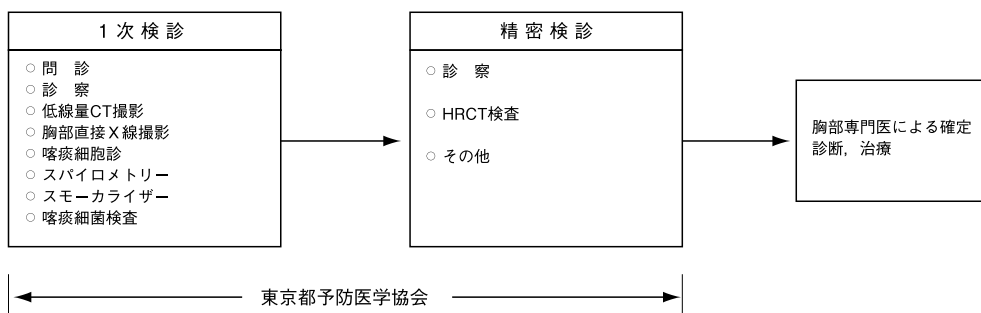 1次検診
○ 問　診
○ 診　察
○ 低線量CT撮影
○ 胸部直接X線撮影
○ 喀痰細胞診
○ スパイロメトリー
○ スモーカライザー
○ 喀痰細菌検査
精密検診
○ 診　察
○ HRCT検査
○ その他
胸部専門医による確定
診断，治療
東京都予防医学協会